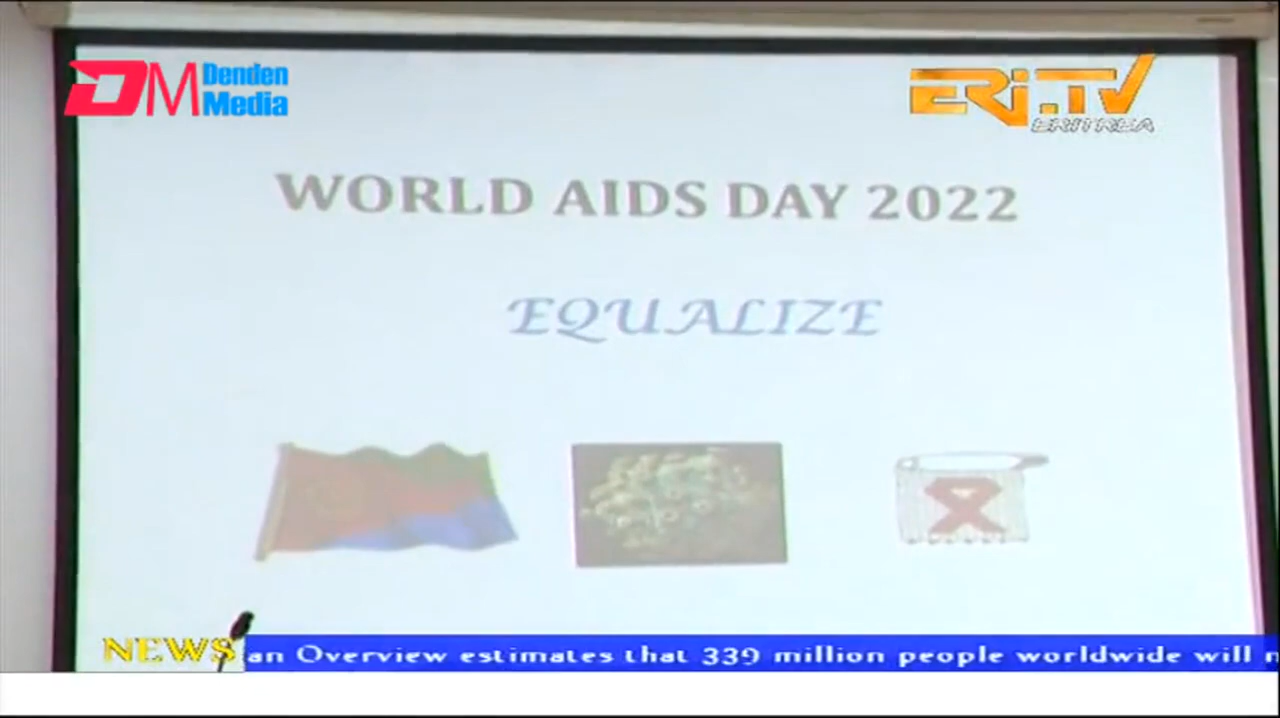 DM Denden Media
ERi.TV
ERITREA
WORLD AIDS DAY 2022
EQUALIZE
NEWS
an Overview estimates that 339 million people worldwide will n